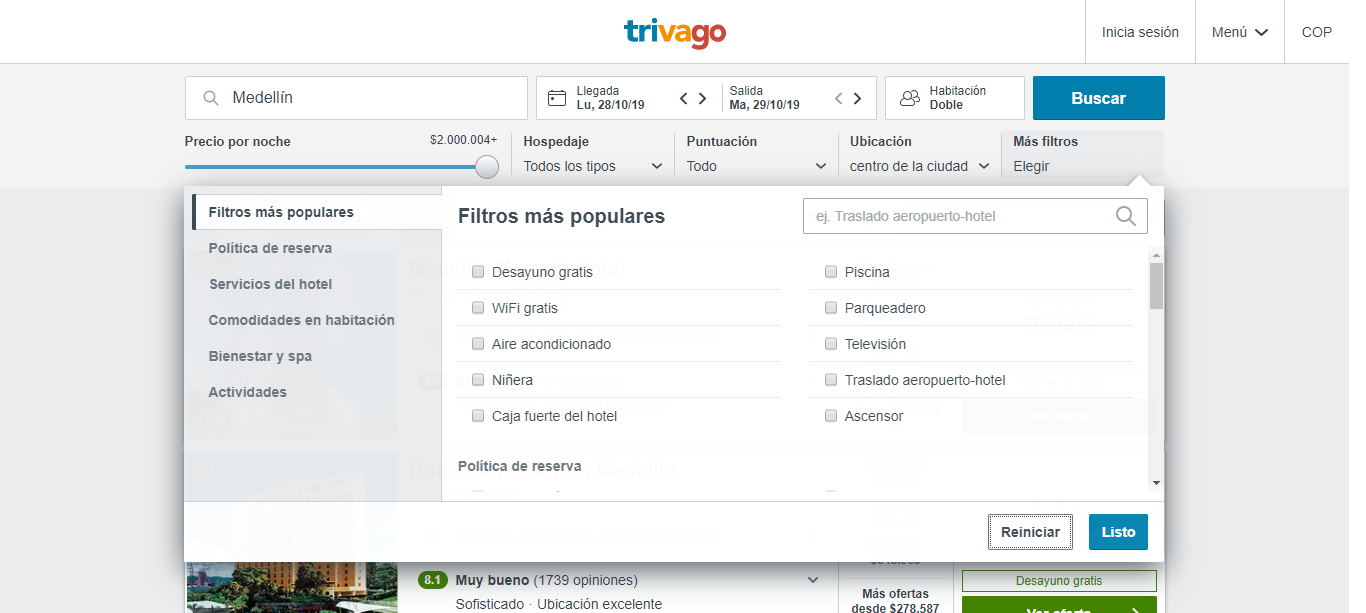 trivago
Inicia sesión
Menú
COP
Medellín
Llegada
Lu, 28/10/19
Salida
Ma, 29/10/19
Habitación
Doble
Buscar
Precio por noche
$2.000.004+
Hospedaje
Todos los tipos
Puntuación
Todo
Ubicación
centro de la ciudad
Más filtros
Elegir
Filtros más populares
Política de reserva
Servicios del hotel
Comodidades en habitación
Bienestar y spa
Actividades
Filtros más populares
ej. Traslado aeropuerto-hotel
Desayuno gratis
Piscina
WiFi gratis
Parqueadero
Aire acondicionado
Televisión
Niñera
Traslado aeropuerto-hotel
Caja fuerte del hotel
Ascensor
Ver oferta
Política de reserva
Reiniciar
Listo
8.1 Muy bueno (1739 opiniones)
Sofisticado · Ubicación excelente
Más ofertas
desde $278.587
Desayuno gratis
Ver oferta